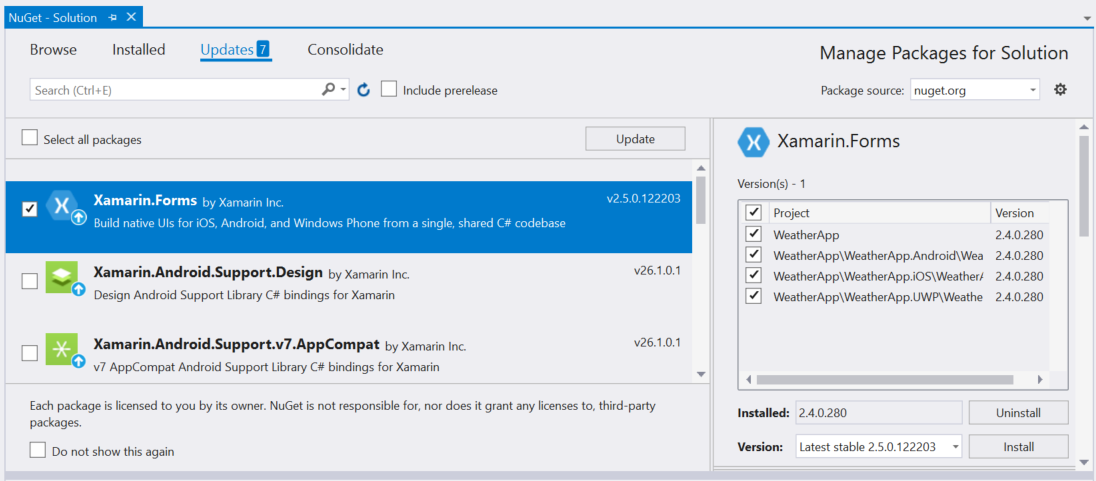 NuGet - Solution
Browse Installed Updates 7 Consolidate
Manage Packages for Solution
Search (Ctrl+E)
Include prerelease
Package source: nuget.org
Select all packages
Update
Xamarin.Forms by Xamarin Inc.
v2.5.0.122203
Build native UIs for iOS, Android, and Windows Phone from a single, shared C# codebase
Xamarin.Android.Support.Design by Xamarin Inc.
v26.1.0.1
Design Android Support Library C# bindings for Xamarin
Xamarin.Android.Support.v7.AppCompat by Xamarin Inc.
v26.1.0.1
v7 AppCompat Android Support Library C# bindings for Xamarin
Each package is licensed to you by its owner. NuGet is not responsible for, nor does it grant any licenses to, third-party
packages.
Do not show this again
Xamarin.Forms
Version(s) - 1
Project Version
WeatherApp 2.4.0.280
WeatherApp\WeatherApp.Android\Wea 2.4.0.280
WeatherApp\WeatherApp.iOS\Weather 2.4.0.280
WeatherApp\WeatherApp.UWP\Weathe 2.4.0.280
Installed: 2.4.0.280 Uninstall
Version: Latest stable 2.5.0.122203 Install